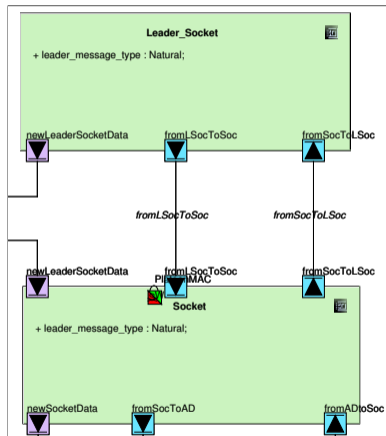 Leader_Socket
+ leader_message_type : Natural;
newLeaderSocketData fromLSocToSoc fromSocToLSoc
fromLSocToSoc fromSocToLSoc
newLeaderSocketData fromLSocToSoc fromSocToLSoc
Socket
+ leader_message_type : Natural;
newSocketData fromSocToAD fromADtoSoc